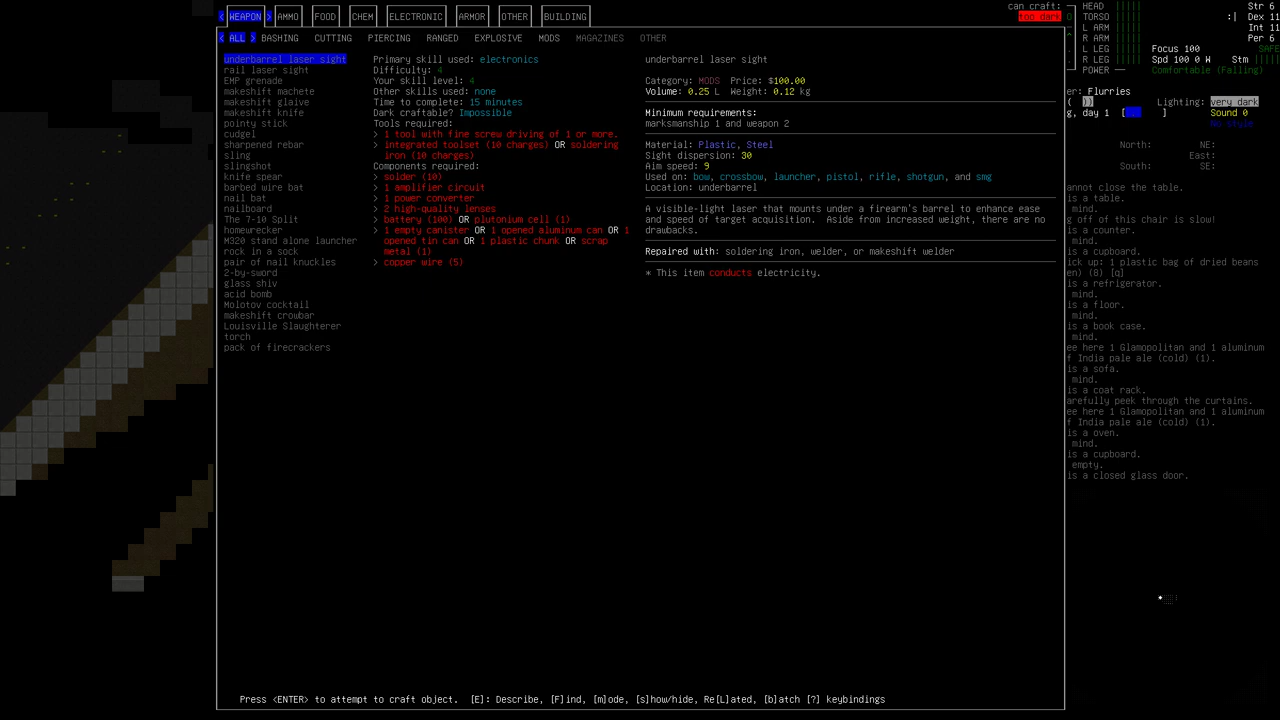 < WEAPON > AMMO FOOD CHEM ELECTRONIC ARMOR OTHER BUILDING
can craft:
too dark
< ALL > BASHING CUTTING PIERCING RANGED EXPLOSIVE MODS MAGAZINES OTHER
underbarrel laser sight
rail laser sight
EMP grenade
makeshift machete
makeshift glaive
makeshift knife
pointy stick
cudgel
sharpened rebar
sling
slingshot
knife spear
barbed wire bat
nail bat
nailboard
The 7-10 Split
homewrecker
M320 stand alone launcher
rock in a sock
pair of nail knuckles
2-by-sword
glass shiv
acid bomb
Molotov cocktail
makeshift crowbar
Louisville Slaughterer
torch
pack of firecrackers
Primary skill used: electronics
Difficulty: 4
Your skill level: 4
Other skills used: none
Time to complete: 15 minutes
Dark craftable? Impossible
Tools required:
> 1 tool with fine screw driving of 1 or more.
> integrated toolset (10 charges) OR soldering
iron (10 charges)
Components required:
> solder (10)
> 1 amplifier circuit
> 1 power converter
> 2 high-quality lenses
> battery (100) OR plutonium cell (1)
> 1 empty canister OR 1 opened aluminum can OR 1
opened tin can OR 1 plastic chunk OR scrap
metal (1)
> copper wire (5)
underbarrel laser sight
Category: MODS Price: $100.00
Volume: 0.25 L Weight: 0.12 kg
Minimum requirements:
marksmanship 1 and weapon 2
Material: Plastic, Steel
Sight dispersion: 30
Aim speed: 9
Used on: bow, crossbow, launcher, pistol, rifle, shotgun, and smg
Location: underbarrel
A visible-light laser that mounts under a firearm's barrel to enhance ease
and speed of target acquisition. Aside from increased weight, there are no
drawbacks.
Repaired with: soldering iron, welder, or makeshift welder
* This item conducts electricity.
Press <ENTER> to attempt to craft object. [E]: Describe, [F]ind, [m]ode, [s]how/hide, Re[L]ated, [b]atch [?] keybindings
HEAD ||||| Str 6
TORSO ||||| :| Dex 11
L ARM ||||| Int 11
R ARM ||||| Per 6
L LEG ||||| Focus 100 SAFE
R LEG ||||| Spd 100 0 W Stm |||||
POWER -- Comfortable (Falling)
er: Flurries
( )) Lighting: very dark
g, day 1 [ ] Sound 0
No style
North: NE:
East:
South: SE:
annot close the table.
is a table.
mind.
g off of this chair is slow!
is a counter.
mind.
is a cupboard.
ick up: 1 plastic bag of dried beans
en) (8) [q]
is a refrigerator.
mind.
is a floor.
mind.
is a book case.
mind.
ee here 1 Glamopolitan and 1 aluminum
f India pale ale (cold) (1).
is a sofa.
mind.
is a coat rack.
arefully peek through the curtains.
ee here 1 Glamopolitan and 1 aluminum
f India pale ale (cold) (1).
is a oven.
mind.
is a cupboard.
empty.
is a closed glass door.